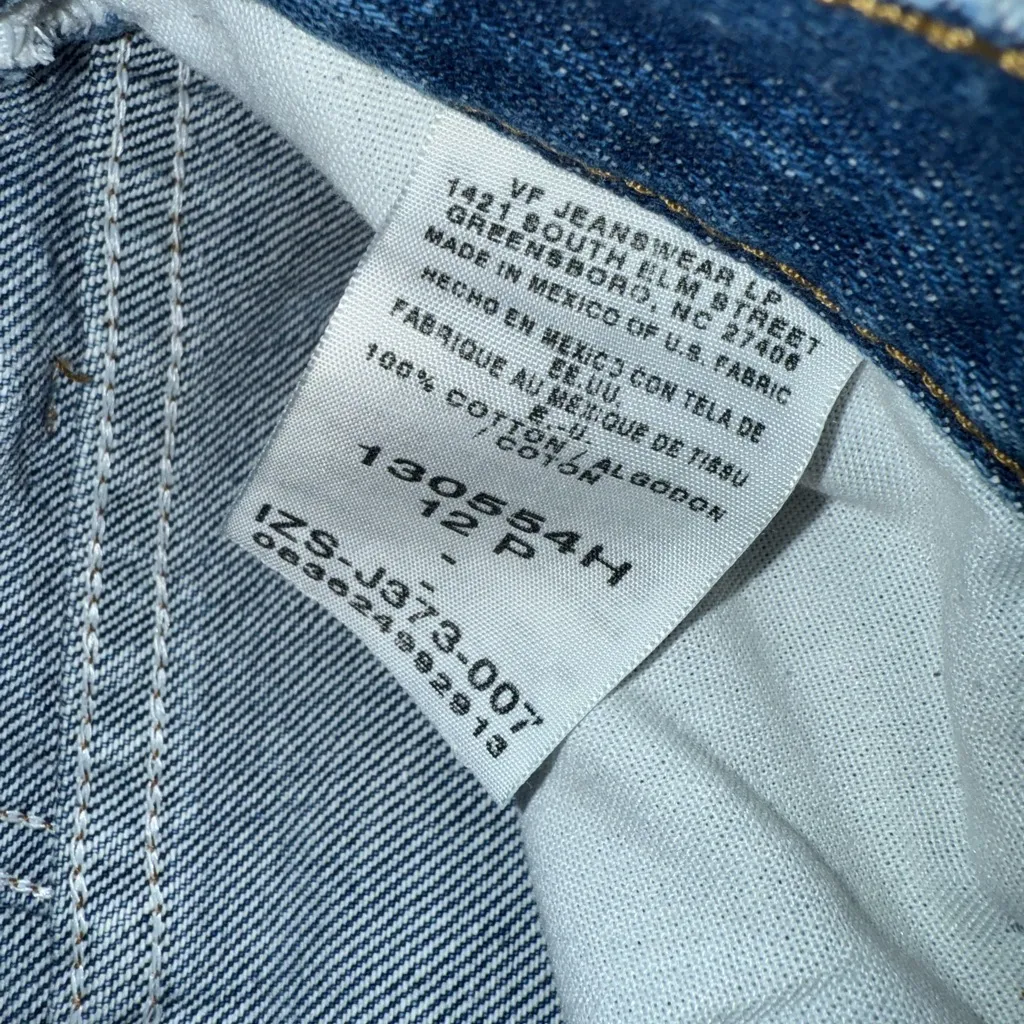 VF JEANSWEAR LP
1421 SOUTH ELM STREET
GREENSBORO, NC 27406
MADE IN MEXICO OF U.S. FABRIC
HECHO EN MEXICO CON TELA DE
EE.UU.
FABRIQUE AU MEXIQUE DE TISSU
E.-U.
100% COTTON / ALGODON
/ COTON
130554H
12 P
-
-
IZS-J373-007